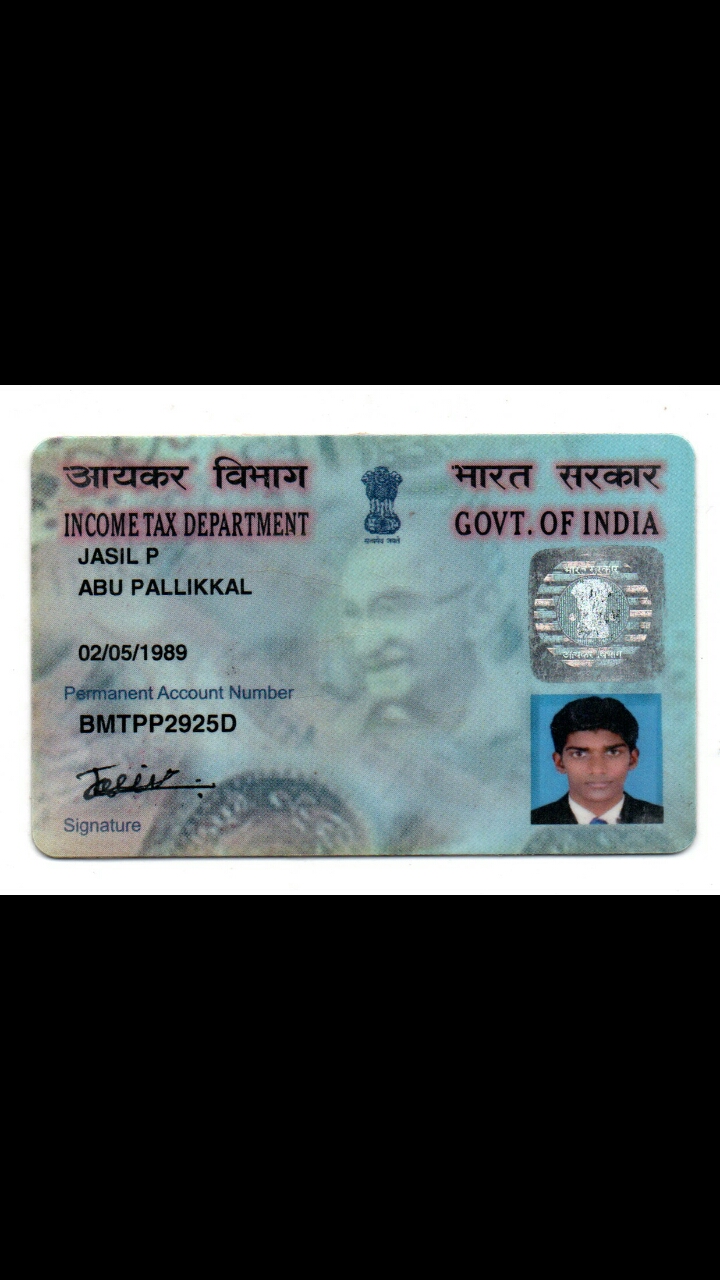 आयकर विभाग
भारत सरकार
INCOME TAX DEPARTMENT
GOVT. OF INDIA
सत्यमेव जयते
JASIL P
ABU PALLIKKAL
02/05/1989
Permanent Account Number
BMTPP2925D
Signature
भारत सरकार
आयकर विभाग